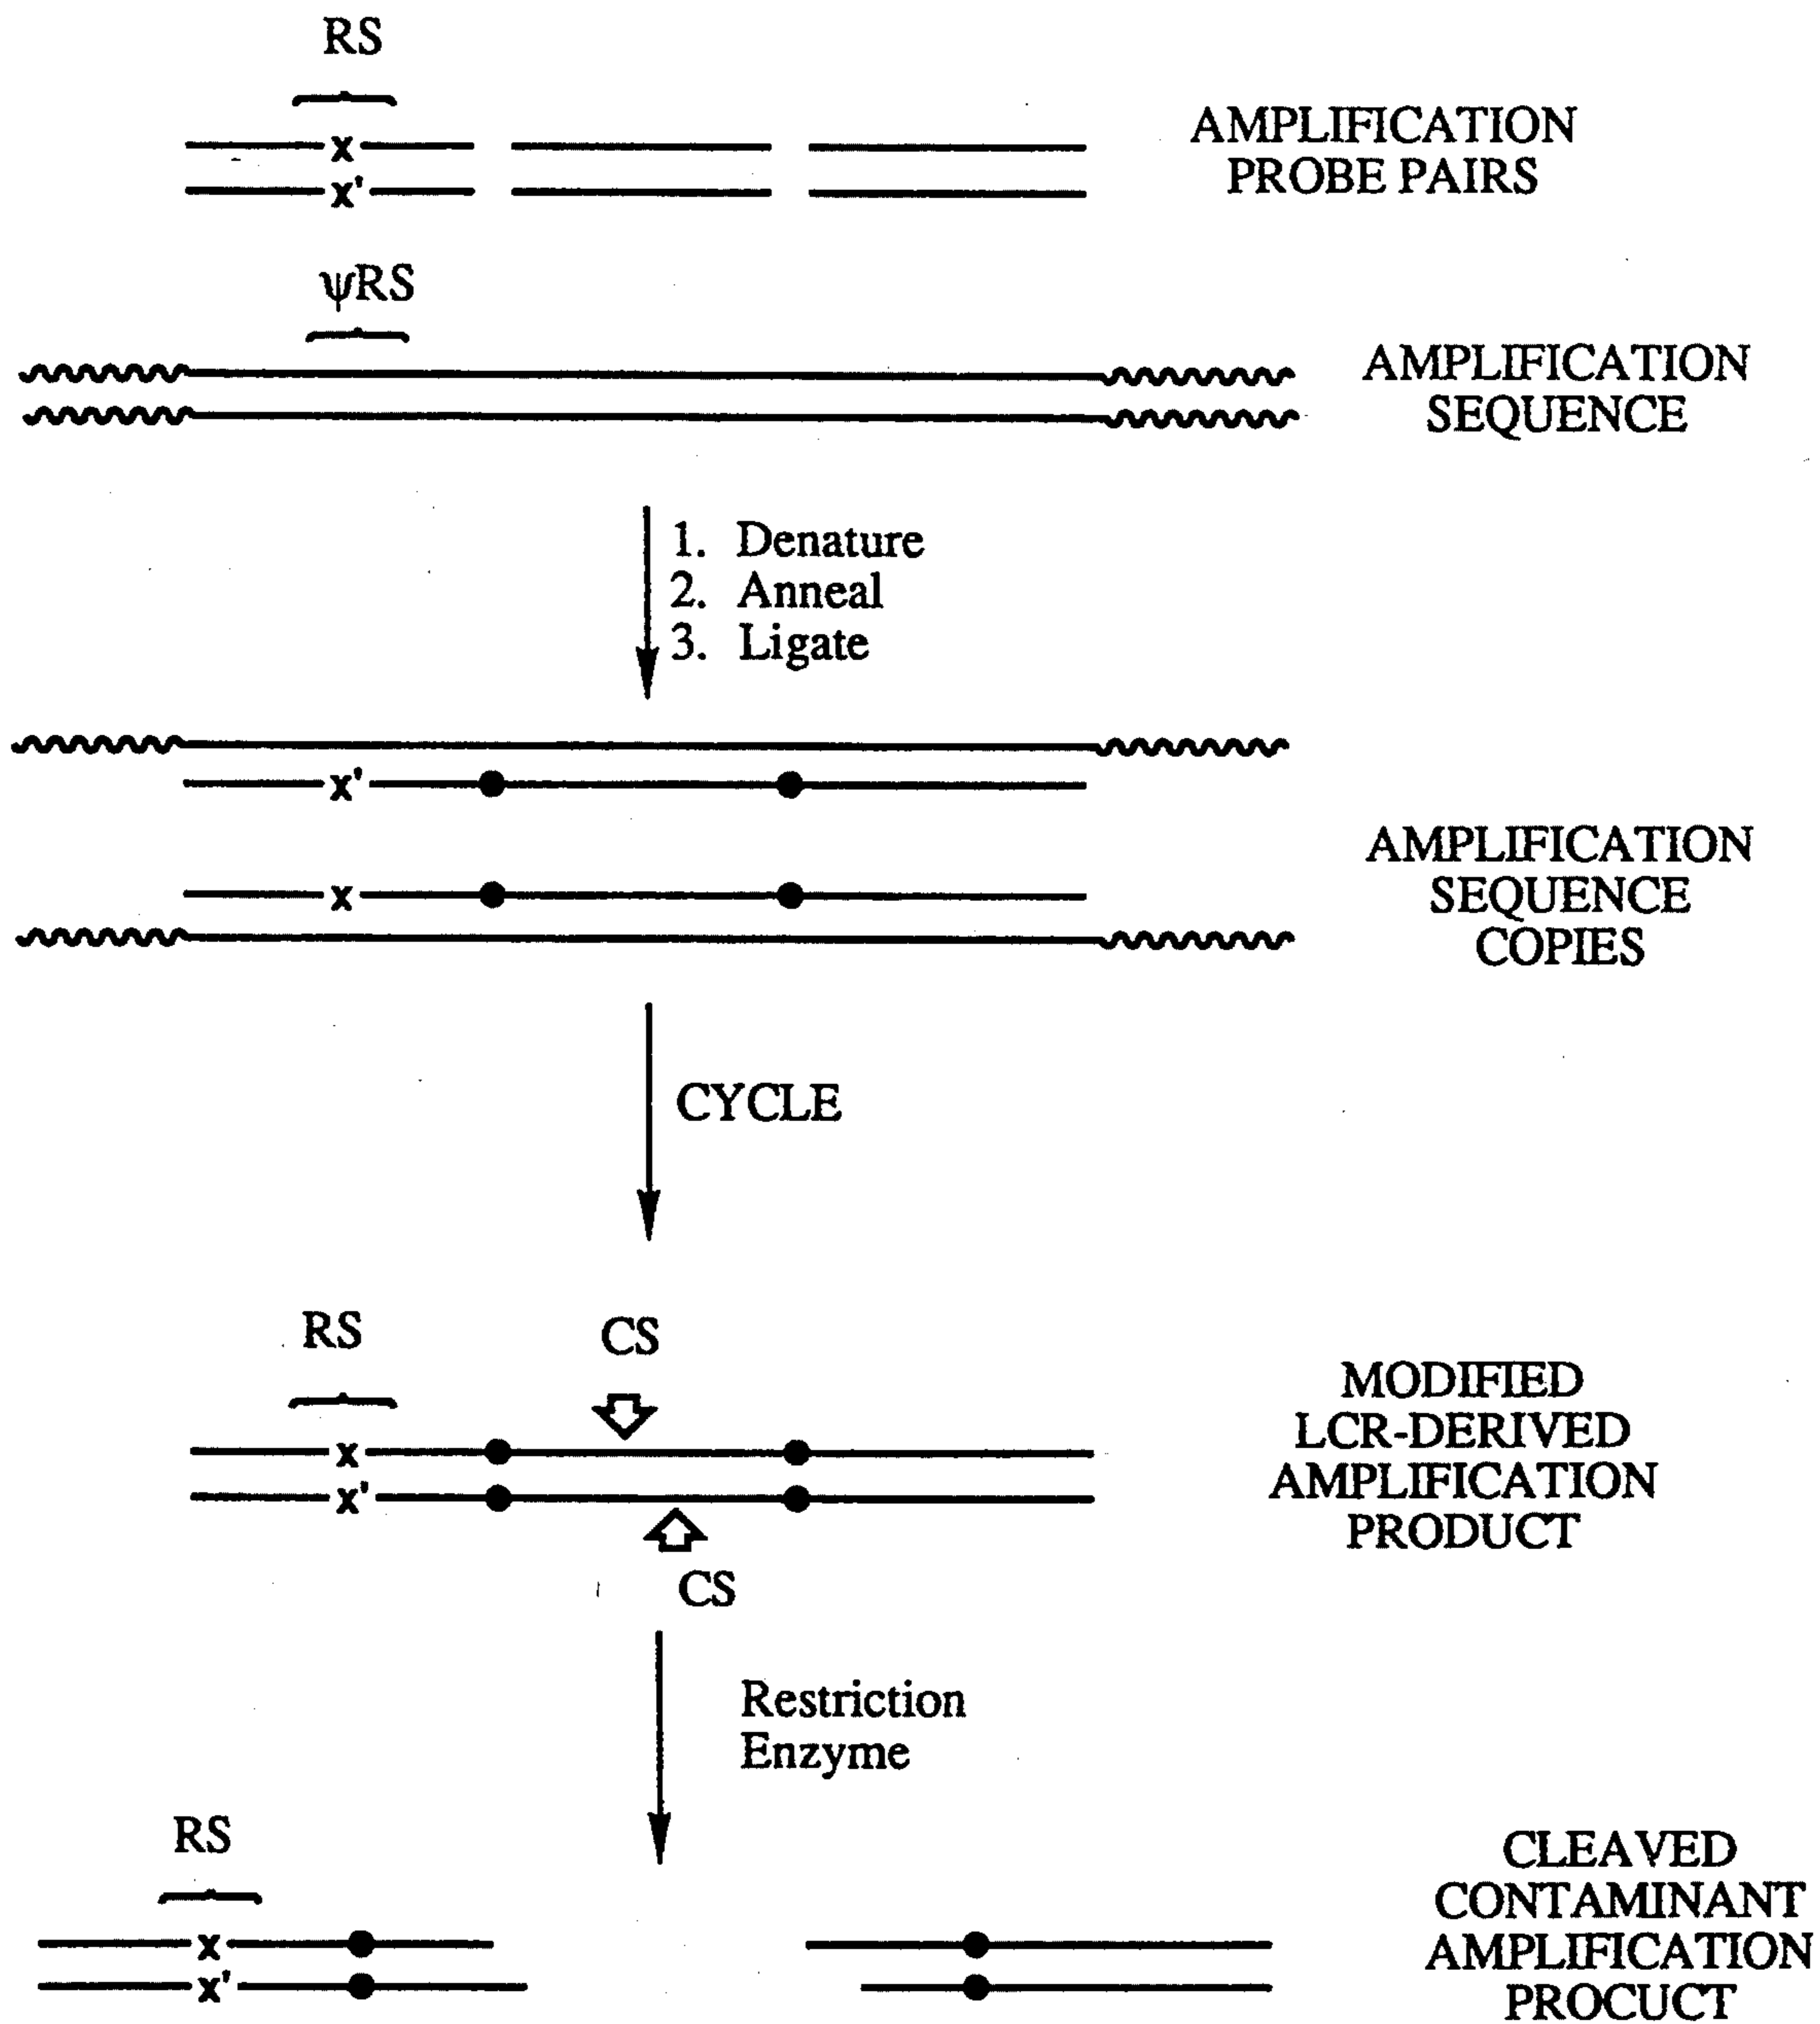 RS
x
x'
AMPLIFICATION
PROBE PAIRS
ψRS
AMPLIFICATION
SEQUENCE
1. Denature
2. Anneal
3. Ligate
x'
x
AMPLIFICATION
SEQUENCE
COPIES
CYCLE
RS
CS
x
x'
CS
MODIFIED
LCR-DERIVED
AMPLIFICATION
PRODUCT
Restriction
Enzyme
RS
x
x'
CLEAVED
CONTAMINANT
AMPLIFICATION
PROCUCT